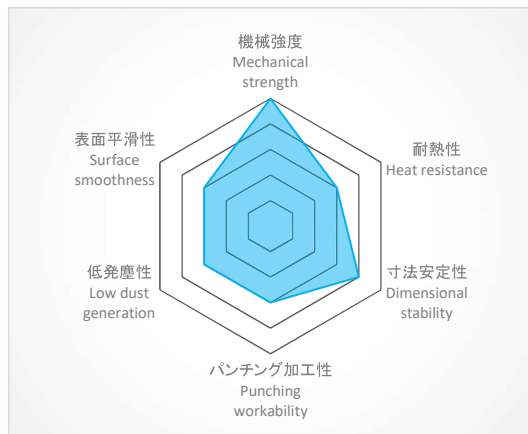 機械強度
Mechanical
strength
耐熱性
Heat resistance
寸法安定性
Dimensional
stability
パンチング加工性
Punching
workability
低発塵性
Low dust
generation
表面平滑性
Surface
smoothness